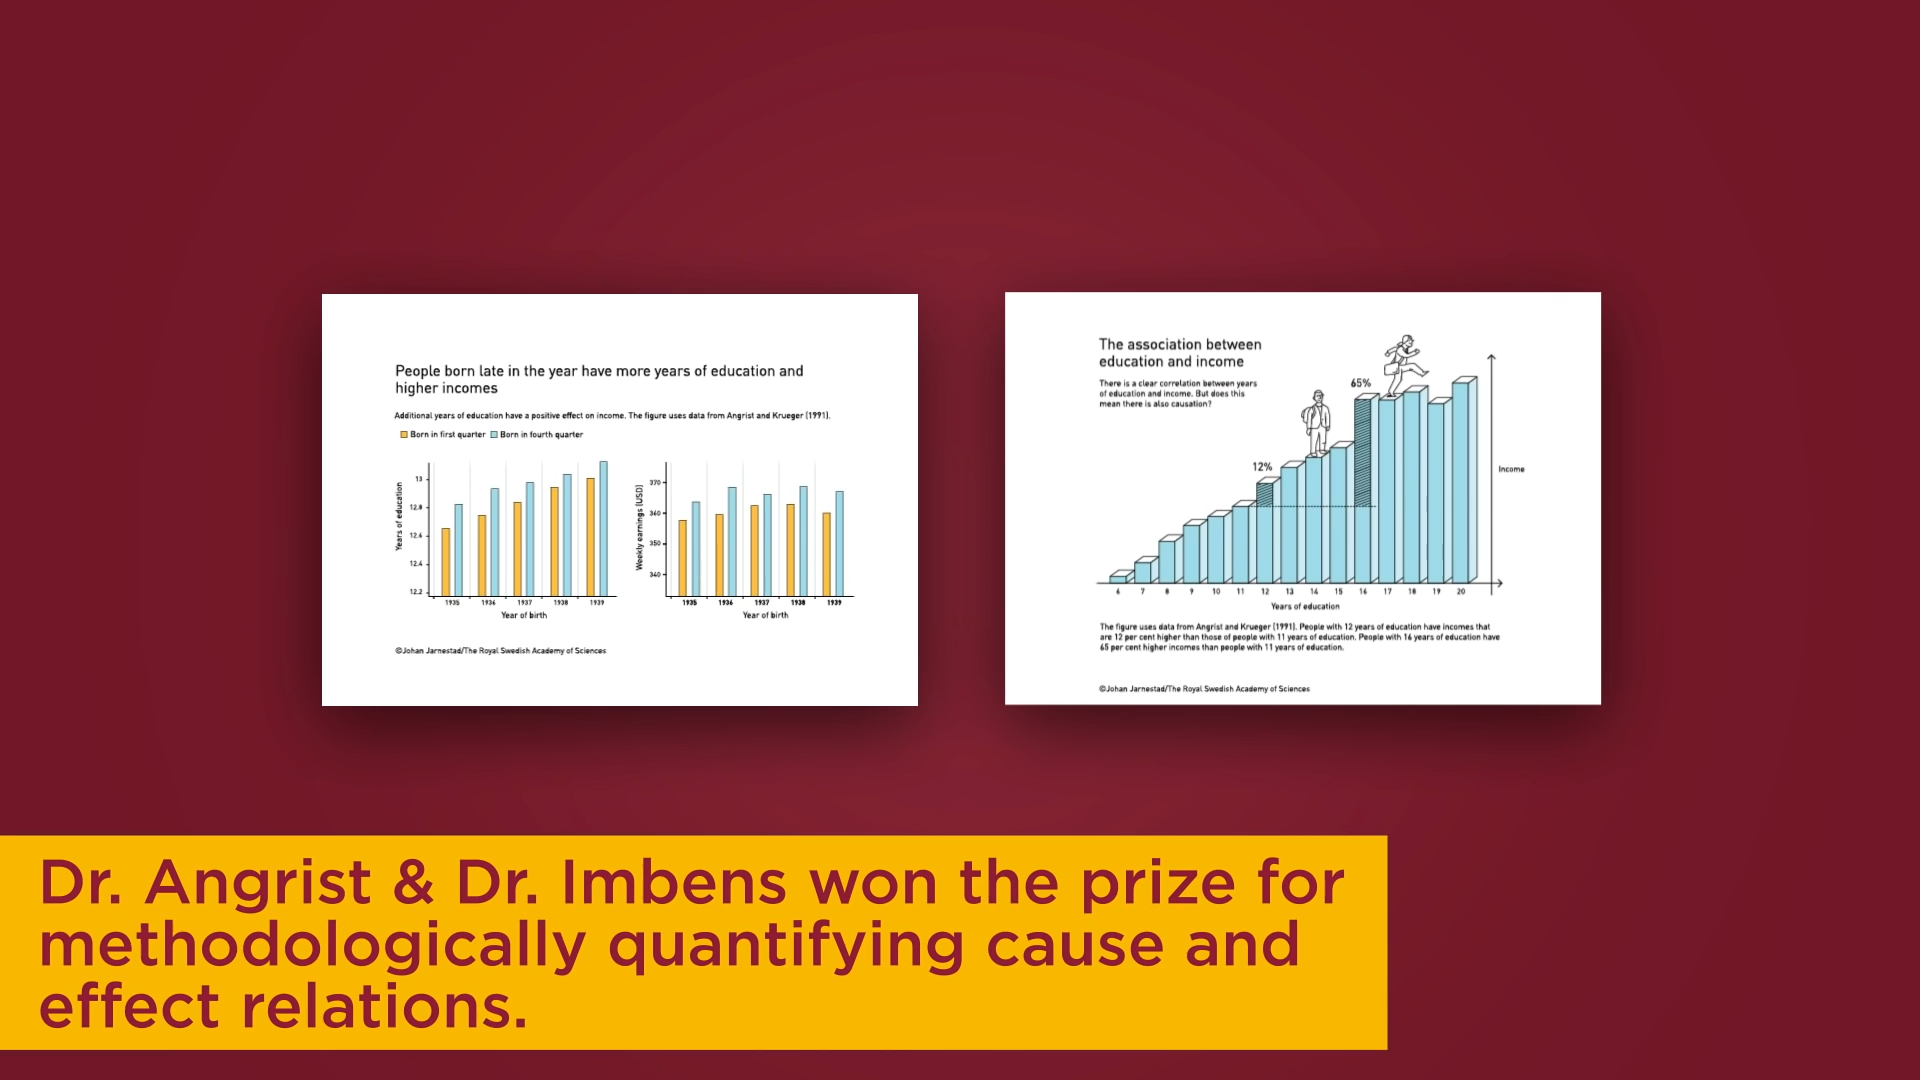 People born late in the year have more years of education and
higher incomes
Additional years of education have a positive effect on income. The figure uses data from Angrist and Krueger (1991).
Born in first quarter Born in fourth quarter
Years of education
13
12.8
12.6
12.4
12.2
1935 1936 1937 1938 1939
Year of birth
Weekly earnings (USD)
370
360
350
340
1935 1936 1937 1938 1939
Year of birth
©Johan Jarnestad/The Royal Swedish Academy of Sciences
The association between
education and income
There is a clear correlation between years
of education and income. But does this
mean there is also causation?
65%
12%
Income
6 7 8 9 10 11 12 13 14 15 16 17 18 19 20
Years of education
The figure uses data from Angrist and Krueger (1991). People with 12 years of education have incomes that
are 12 per cent higher than those of people with 11 years of education. People with 16 years of education have
65 per cent higher incomes than people with 11 years of education.
©Johan Jarnestad/The Royal Swedish Academy of Sciences
Dr. Angrist & Dr. Imbens won the prize for
methodologically quantifying cause and
effect relations.